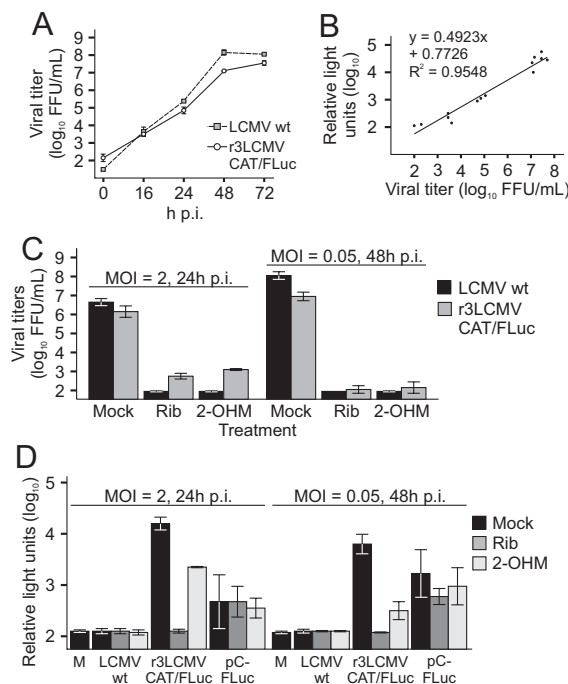 A
Viral titer
(log10 FFU/mL)
9
8
7
6
5
4
3
2
1
0 16 24 48 72
h p.i.
LCMV wt
r3LCMV
CAT/FLuc
B
Relative light
units (log10)
5
4
3
2
y = 0.4923x
+ 0.7726
R² = 0.9548
2 3 4 5 6 7 8
Viral titer (log10 FFU/mL)
C
Viral titers
(log10 FFU/mL)
9
8
7
6
5
4
3
2
MOI = 2, 24h p.i.
MOI = 0.05, 48h p.i.
LCMV wt
r3LCMV
CAT/FLuc
Mock Rib 2-OHM Mock Rib 2-OHM
Treatment
D
Relative light units (log10)
5
4
3
2
MOI = 2, 24h p.i.
MOI = 0.05, 48h p.i.
Mock
Rib
2-OHM
M LCMV r3LCMV pC- M LCMV r3LCMV pC-
wt CAT/FLuc FLuc wt CAT/FLuc FLuc